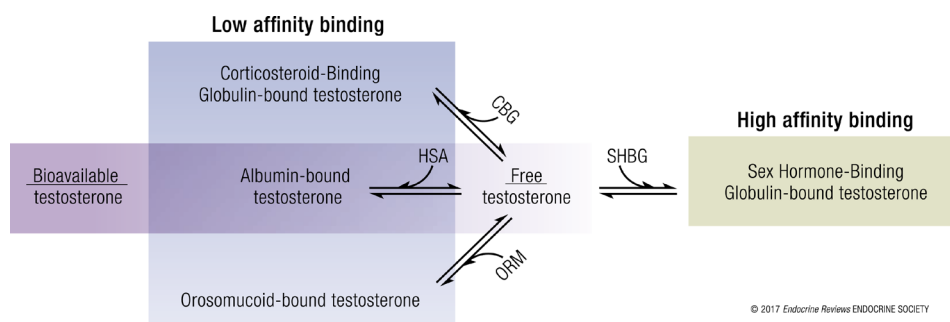 Low affinity binding
Corticosteroid-Binding
Globulin-bound testosterone
CBG
High affinity binding
Bioavailable
testosterone
Albumin-bound
testosterone
HSA
Free
testosterone
SHBG
Sex Hormone-Binding
Globulin-bound testosterone
ORM
Orosomucoid-bound testosterone
© 2017 Endocrine Reviews ENDOCRINE SOCIETY